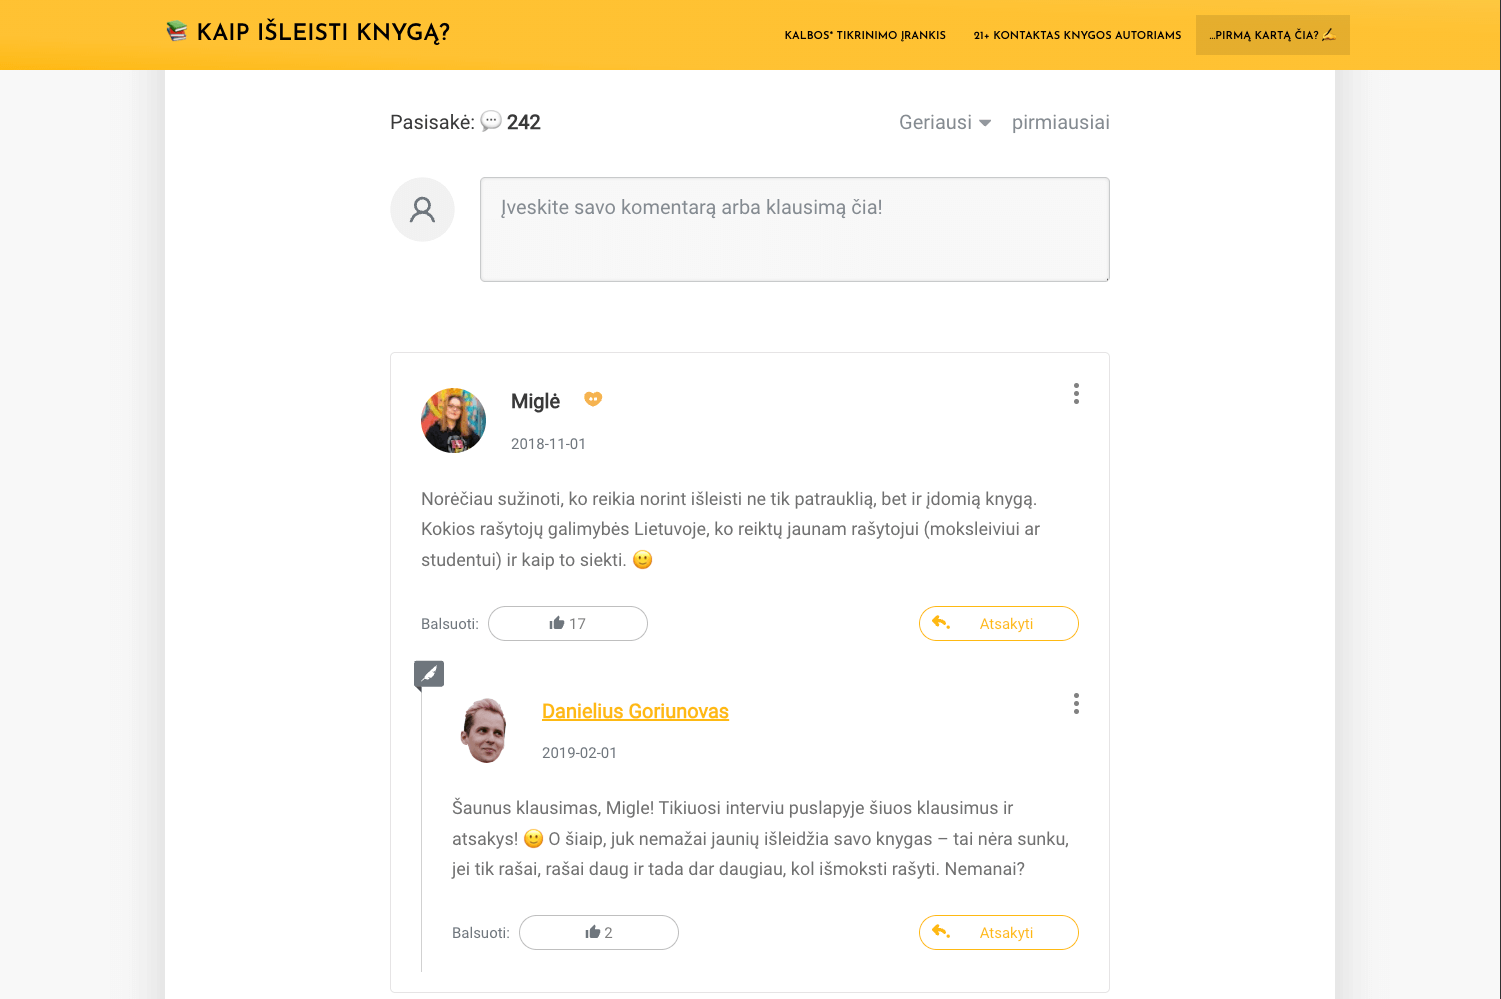 📚 KAIP IŠLEISTI KNYGĄ?
KALBOS* TIKRINIMO ĮRANKIS
21+ KONTAKTAS KNYGOS AUTORIAMS
...PIRMĄ KARTĄ ČIA? ✍️
Pasisakė: 💬 242
Geriausi pirmiausiai
Įveskite savo komentarą arba klausimą čia!
Miglė
2018-11-01
Norėčiau sužinoti, ko reikia norint išleisti ne tik patrauklią, bet ir įdomią knygą.
Kokios rašytojų galimybės Lietuvoje, ko reiktų jaunam rašytojui (moksleiviui ar
studentui) ir kaip to siekti. 🙂
Balsuoti: 17
Atsakyti
Danielius Goriunovas
2019-02-01
Šaunus klausimas, Migle! Tikiuosi interviu puslapyje šiuos klausimus ir
atsakys! 🙂 O šiaip, juk nemažai jaunių išleidžia savo knygas – tai nėra sunku,
jei tik rašai, rašai daug ir tada dar daugiau, kol išmoksti rašyti. Nemanai?
Balsuoti: 2
Atsakyti